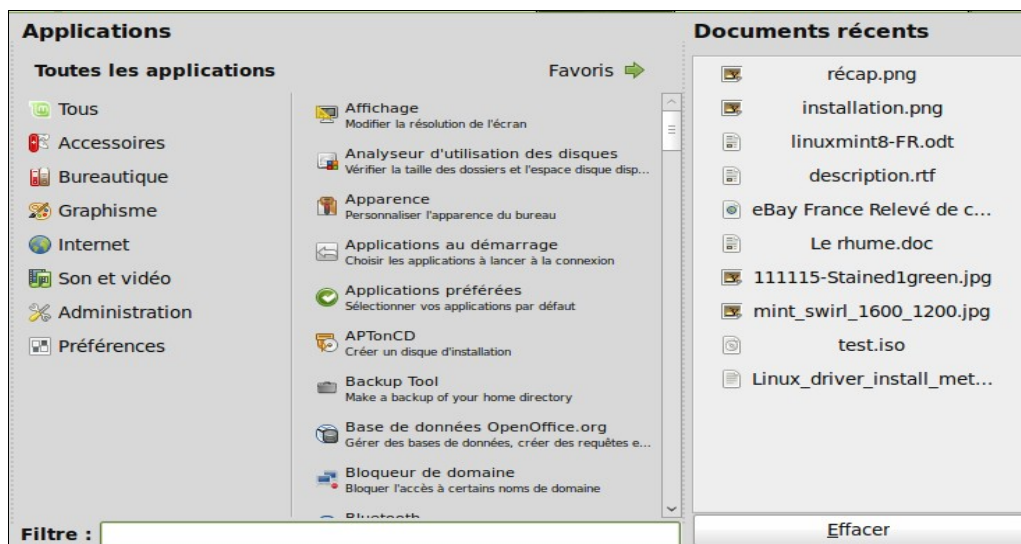 Applications
Toutes les applications
Favoris
Tous
Accessoires
Bureautique
Graphisme
Internet
Son et vidéo
Administration
Préférences
Affichage
Modifier la résolution de l'écran
Analyseur d'utilisation des disques
Vérifier la taille des dossiers et l'espace disque disp...
Apparence
Personnaliser l'apparence du bureau
Applications au démarrage
Choisir les applications à lancer à la connexion
Applications préférées
Sélectionner vos applications par défaut
APTonCD
Créer un disque d'installation
Backup Tool
Make a backup of your home directory
Base de données OpenOffice.org
Gérer des bases de données, créer des requêtes e...
Bloqueur de domaine
Bloquer l'accès à certains noms de domaine
Bluetooth
Filtre :
Documents récents
récap.png
installation.png
linuxmint8-FR.odt
description.rtf
eBay France Relevé de c...
Le rhume.doc
111115-Stained1green.jpg
mint_swirl_1600_1200.jpg
test.iso
Linux_driver_install_met...
Effacer